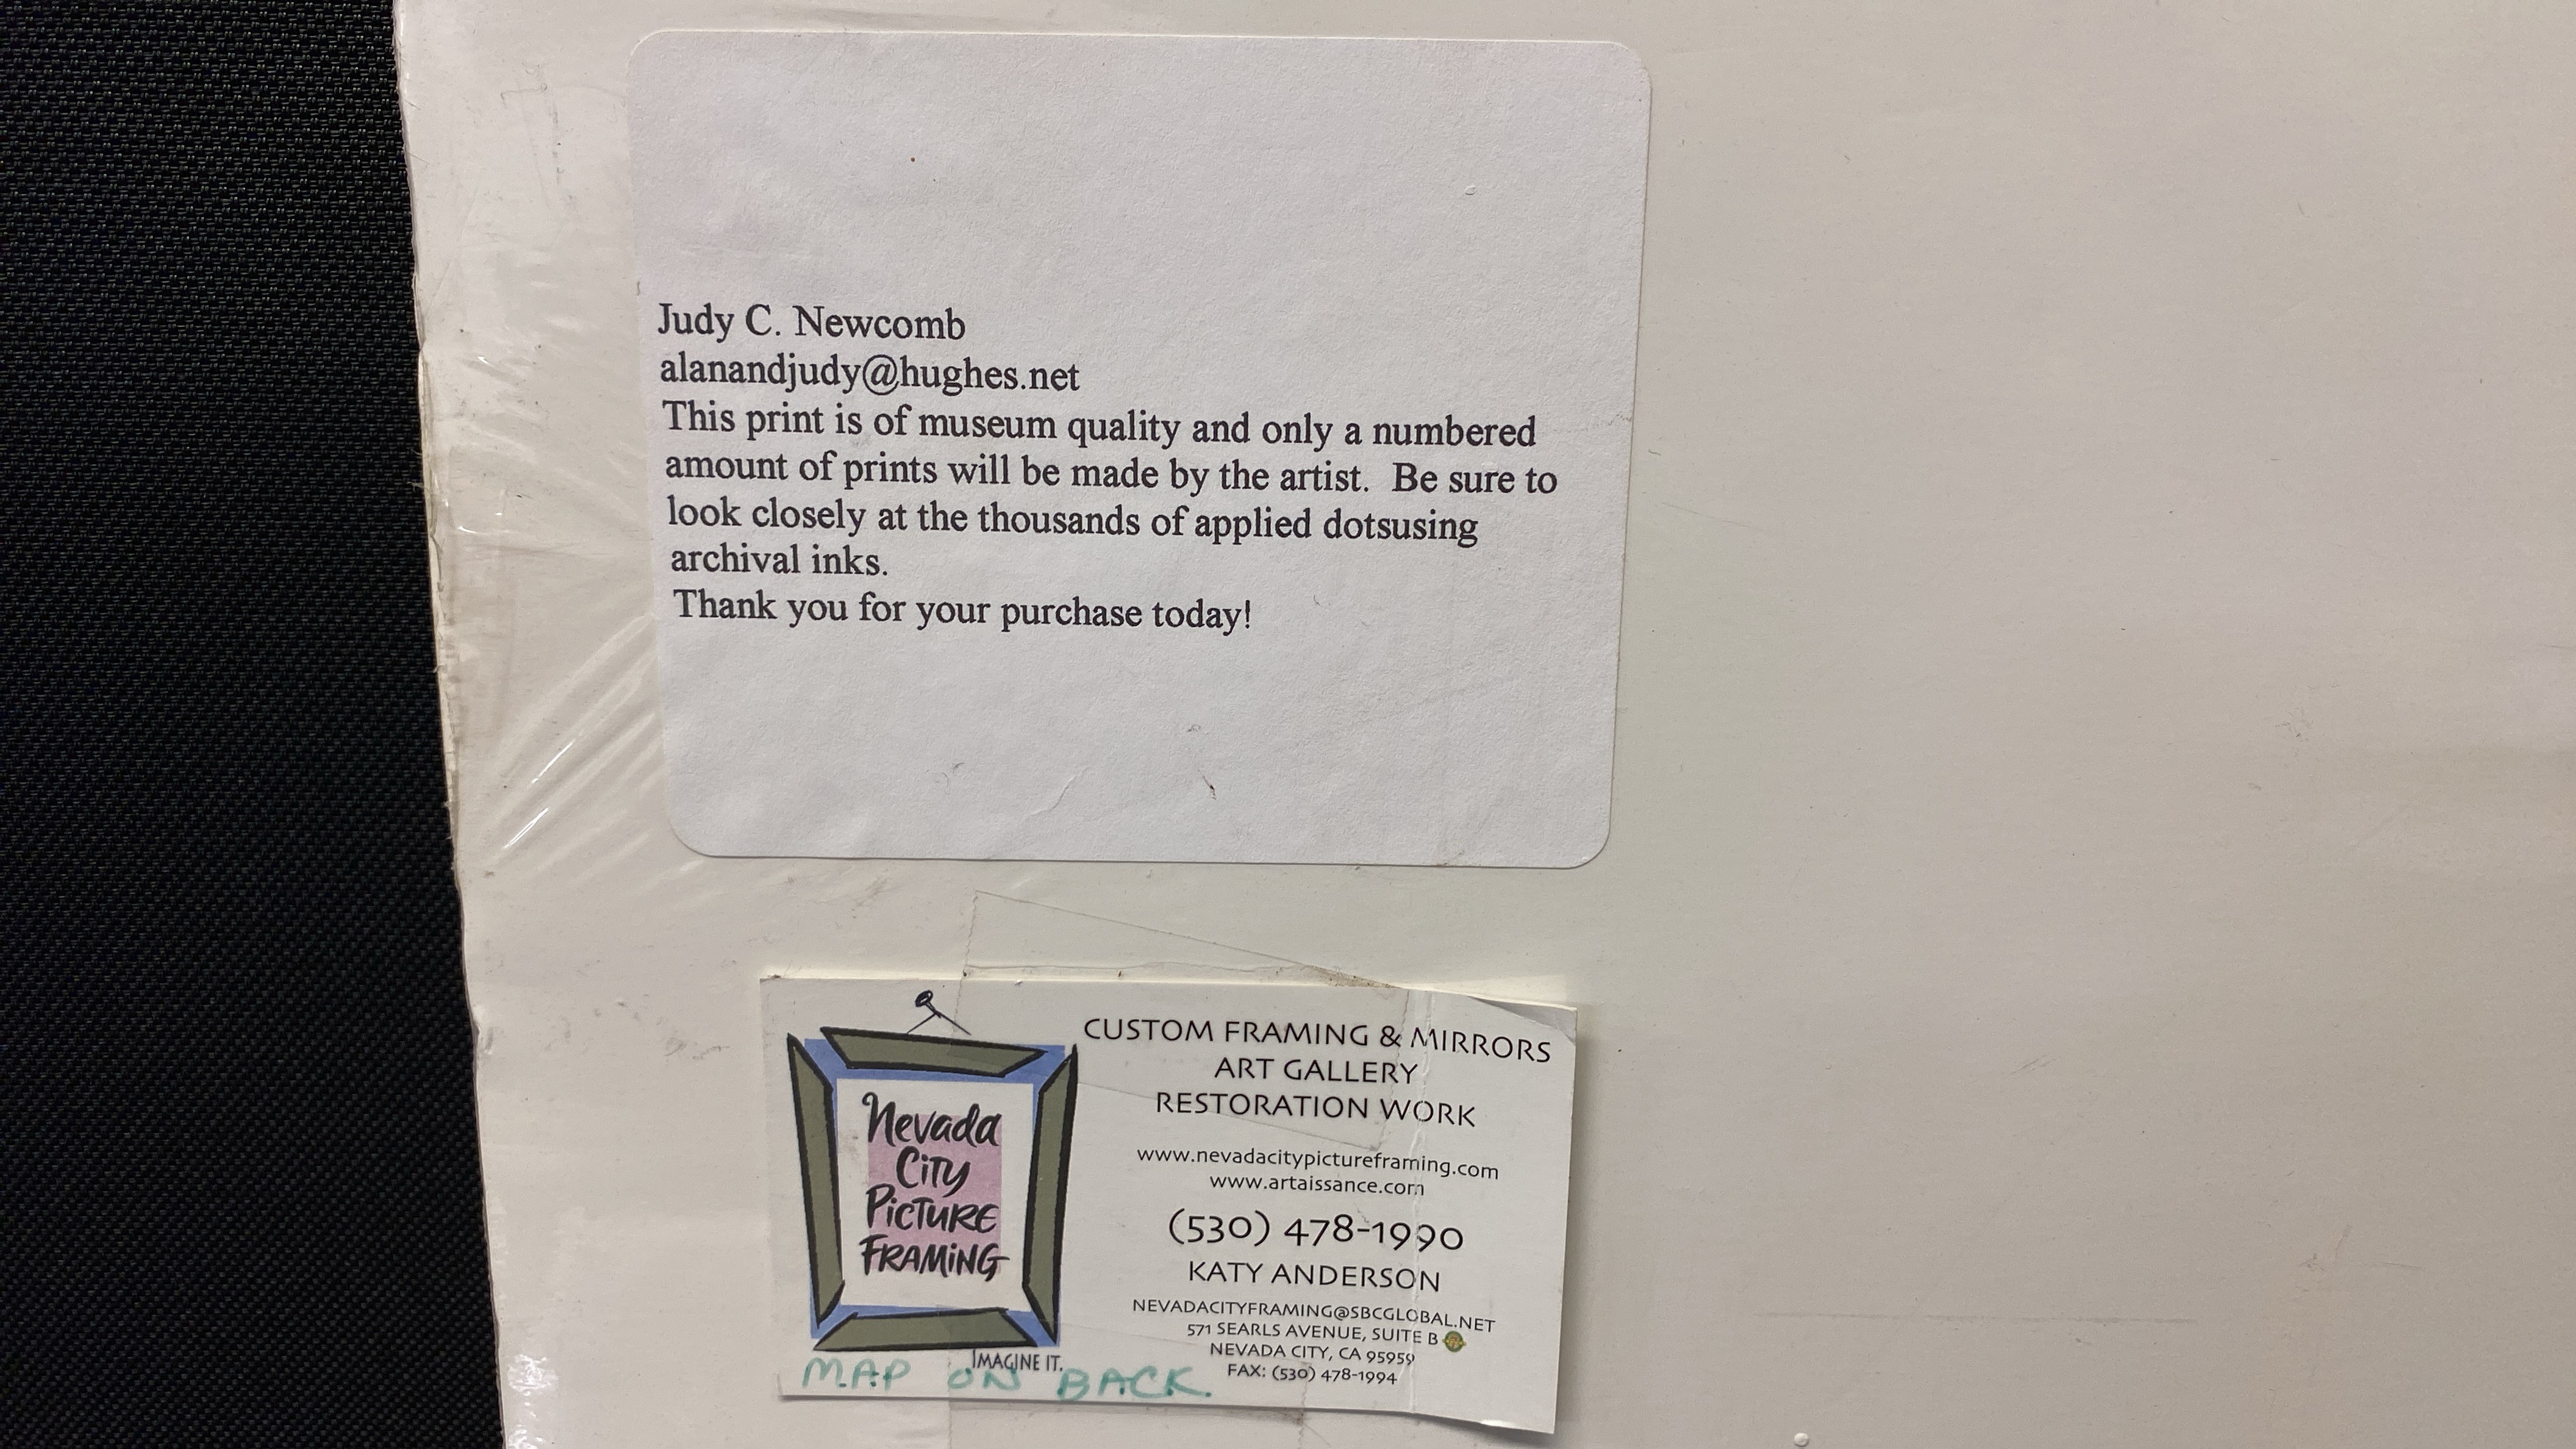 Judy C. Newcomb
alanandjudy@hughes.net
This print is of museum quality and only a numbered
amount of prints will be made by the artist.  Be sure to
look closely at the thousands of applied dotsusing
archival inks.
Thank you for your purchase today!
Nevada
City
Picture
Framing
IMAGINE IT.
MAP ON BACK.
CUSTOM FRAMING & MIRRORS
ART GALLERY
RESTORATION WORK
www.nevadacitypictureframing.com
www.artaissance.com
(530) 478-1990
KATY ANDERSON
NEVADACITYFRAMING@SBCGLOBAL.NET
571 SEARLS AVENUE, SUITE B
NEVADA CITY, CA 95959
FAX: (530) 478-1994